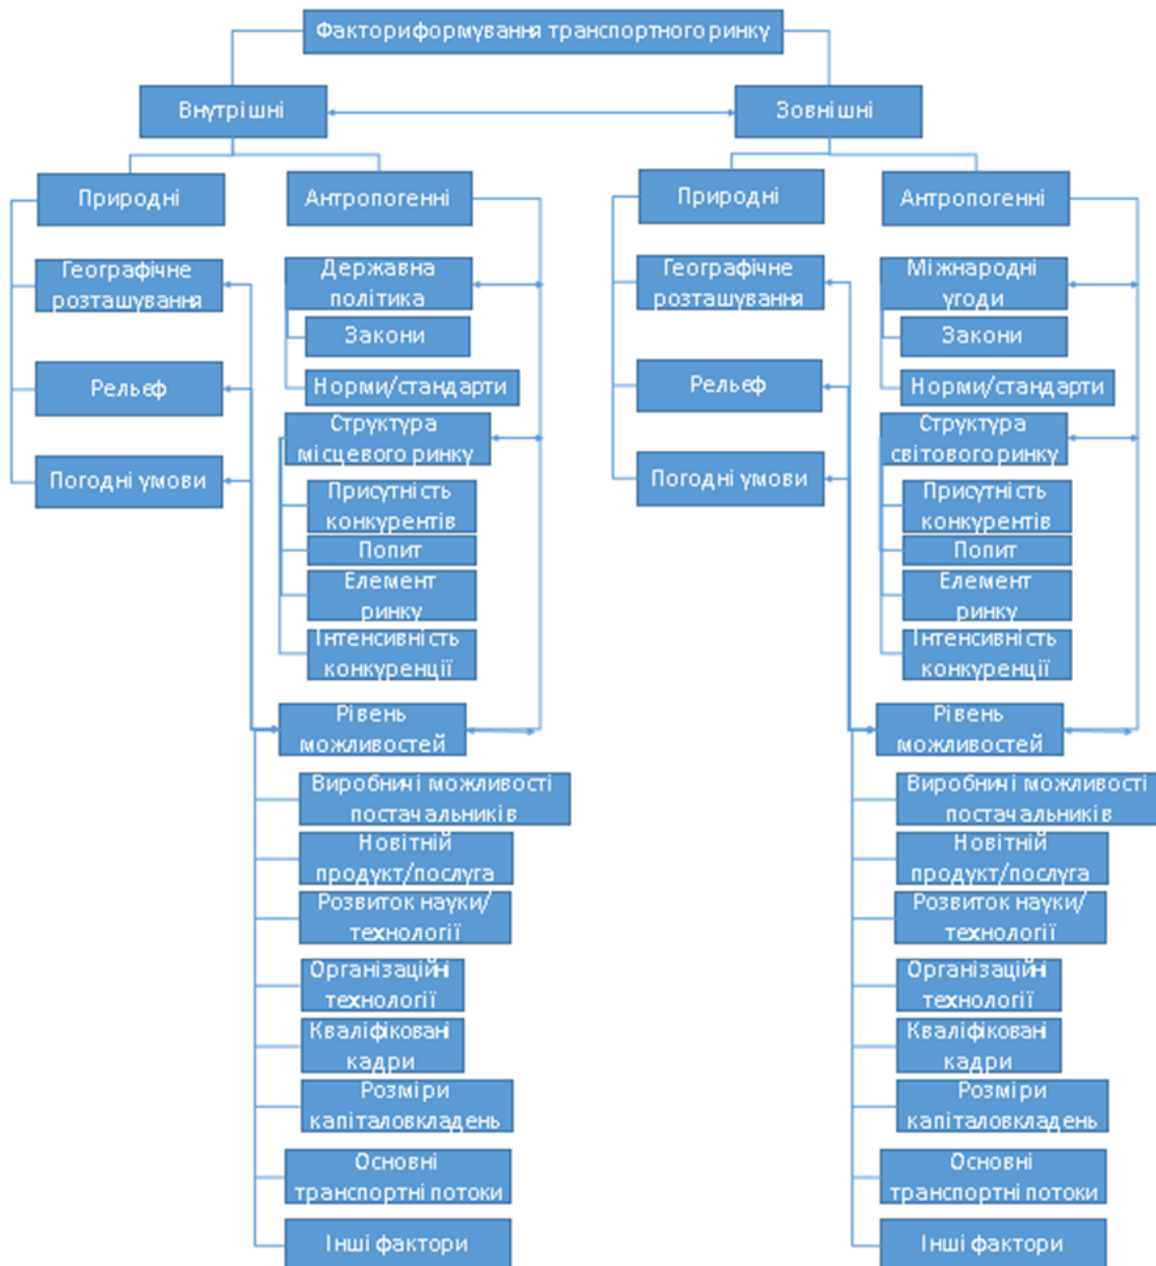 Факториформування транспортного ринку
Внутрішні
Зовнішні
Природні
Антропогенні
Географічне
розташування
Рельєф
Погодні умови
Державна
політика
Закони
Норми/стандарти
Структура
місцевого ринку
Присутність
конкурентів
Попит
Елемент
ринку
Інтенсивність
конкуренції
Рівень
можливостей
Виробничі можливості
постачальників
Новітній
продукт/послуга
Розвиток науки/
технології
Організаційні
технології
Кваліфіковані
кадри
Розміри
капіталовкладень
Основні
транспортні потоки
Інші фактори
Природні
Антропогенні
Географічне
розташування
Рельєф
Погодні умови
Міжнародні
угоди
Закони
Норми/стандарти
Структура
світового ринку
Присутність
конкурентів
Попит
Елемент
ринку
Інтенсивність
конкуренції
Рівень
можливостей
Виробничі можливості
постачальників
Новітній
продукт/послуга
Розвиток науки/
технології
Організаційні
технології
Кваліфіковані
кадри
Розміри
капіталовкладень
Основні
транспортні потоки
Інші фактори